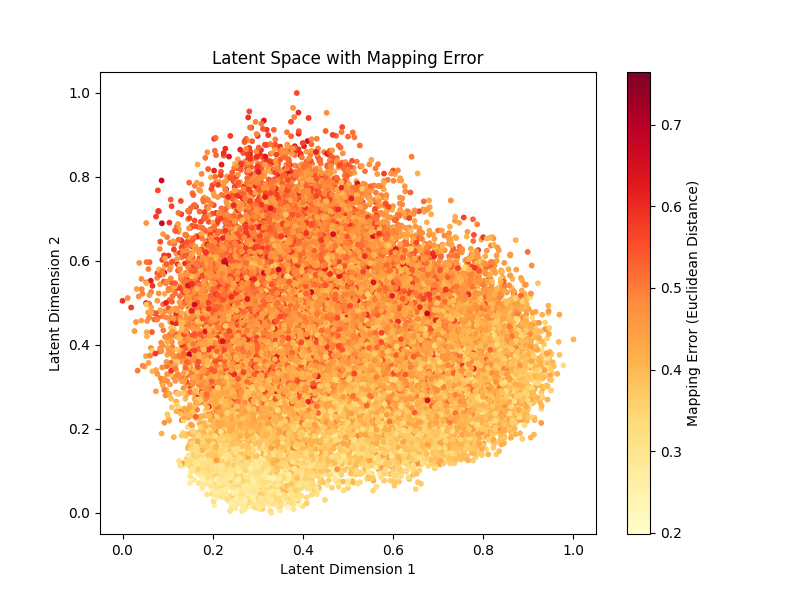 Latent Space with Mapping Error
1.0
0.8
0.6
0.4
0.2
0.0
Latent Dimension 2
0.0 0.2 0.4 0.6 0.8 1.0
Latent Dimension 1
0.7
0.6
0.5
0.4
0.3
0.2
Mapping Error (Euclidean Distance)